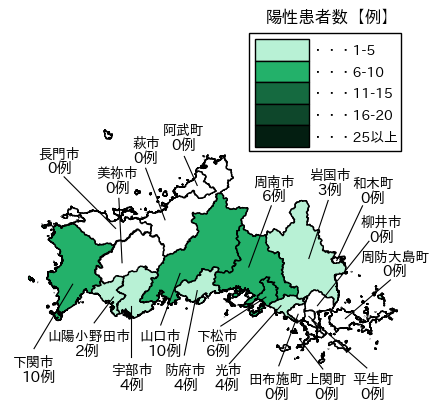 陽性患者数【例】
・・・1-5
・・・6-10
・・・11-15
・・・16-20
・・・25以上
阿武町
0例
萩市
0例
長門市
0例
美祢市
0例
周南市
6例
岩国市
3例
和木町
0例
柳井市
0例
周防大島町
0例
山陽小野田市
2例
山口市
10例
下松市
6例
下関市
10例
宇部市
4例
防府市
4例
光市
4例
田布施町
0例
上関町
0例
平生町
0例